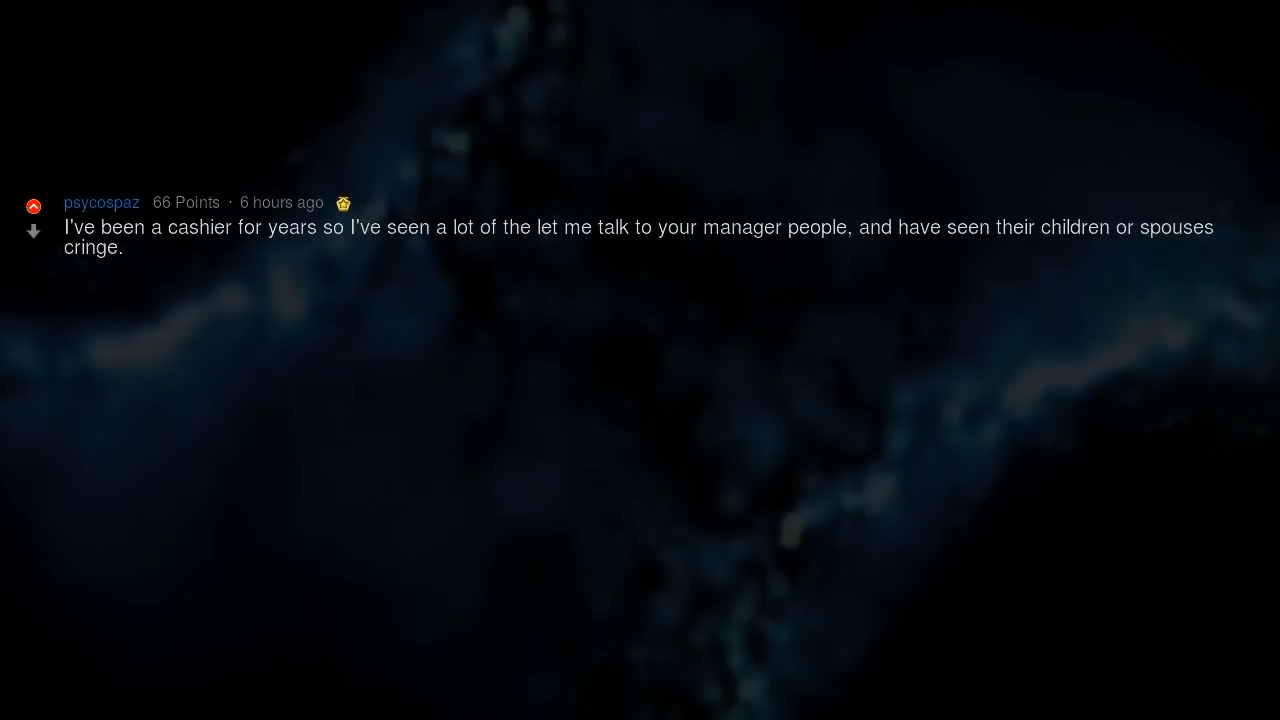 psycospaz 66 Points · 6 hours ago
I've been a cashier for years so I've seen a lot of the let me talk to your manager people, and have seen their children or spouses
cringe.